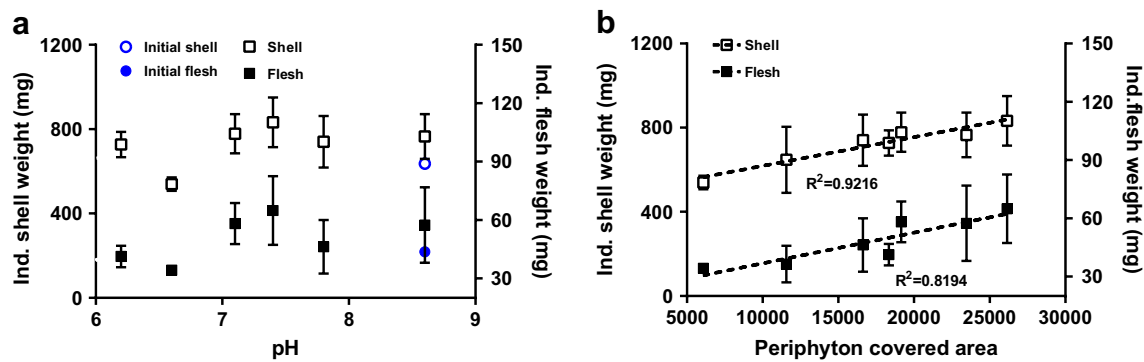 a
Initial shell
Initial flesh
Shell
Flesh
Ind. shell weight (mg)
1200
800
400
0
150
120
90
60
30
Ind. flesh weight (mg)
6 7 8 9
pH
b
Shell
Flesh
Ind. shell weight (mg)
1200
800
400
0
R²=0.9216
R²=0.8194
150
120
90
60
30
Ind. flesh weight (mg)
5000 10000 15000 20000 25000 30000
Periphyton covered area